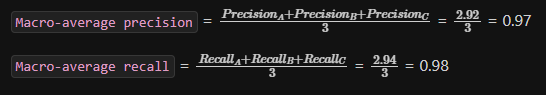 Macro-average precision = Precision_A+Precision_B+Precision_C / 3 = 2.92 / 3 = 0.97
Macro-average recall = Recall_A+Recall_B+Recall_C / 3 = 2.94 / 3 = 0.98